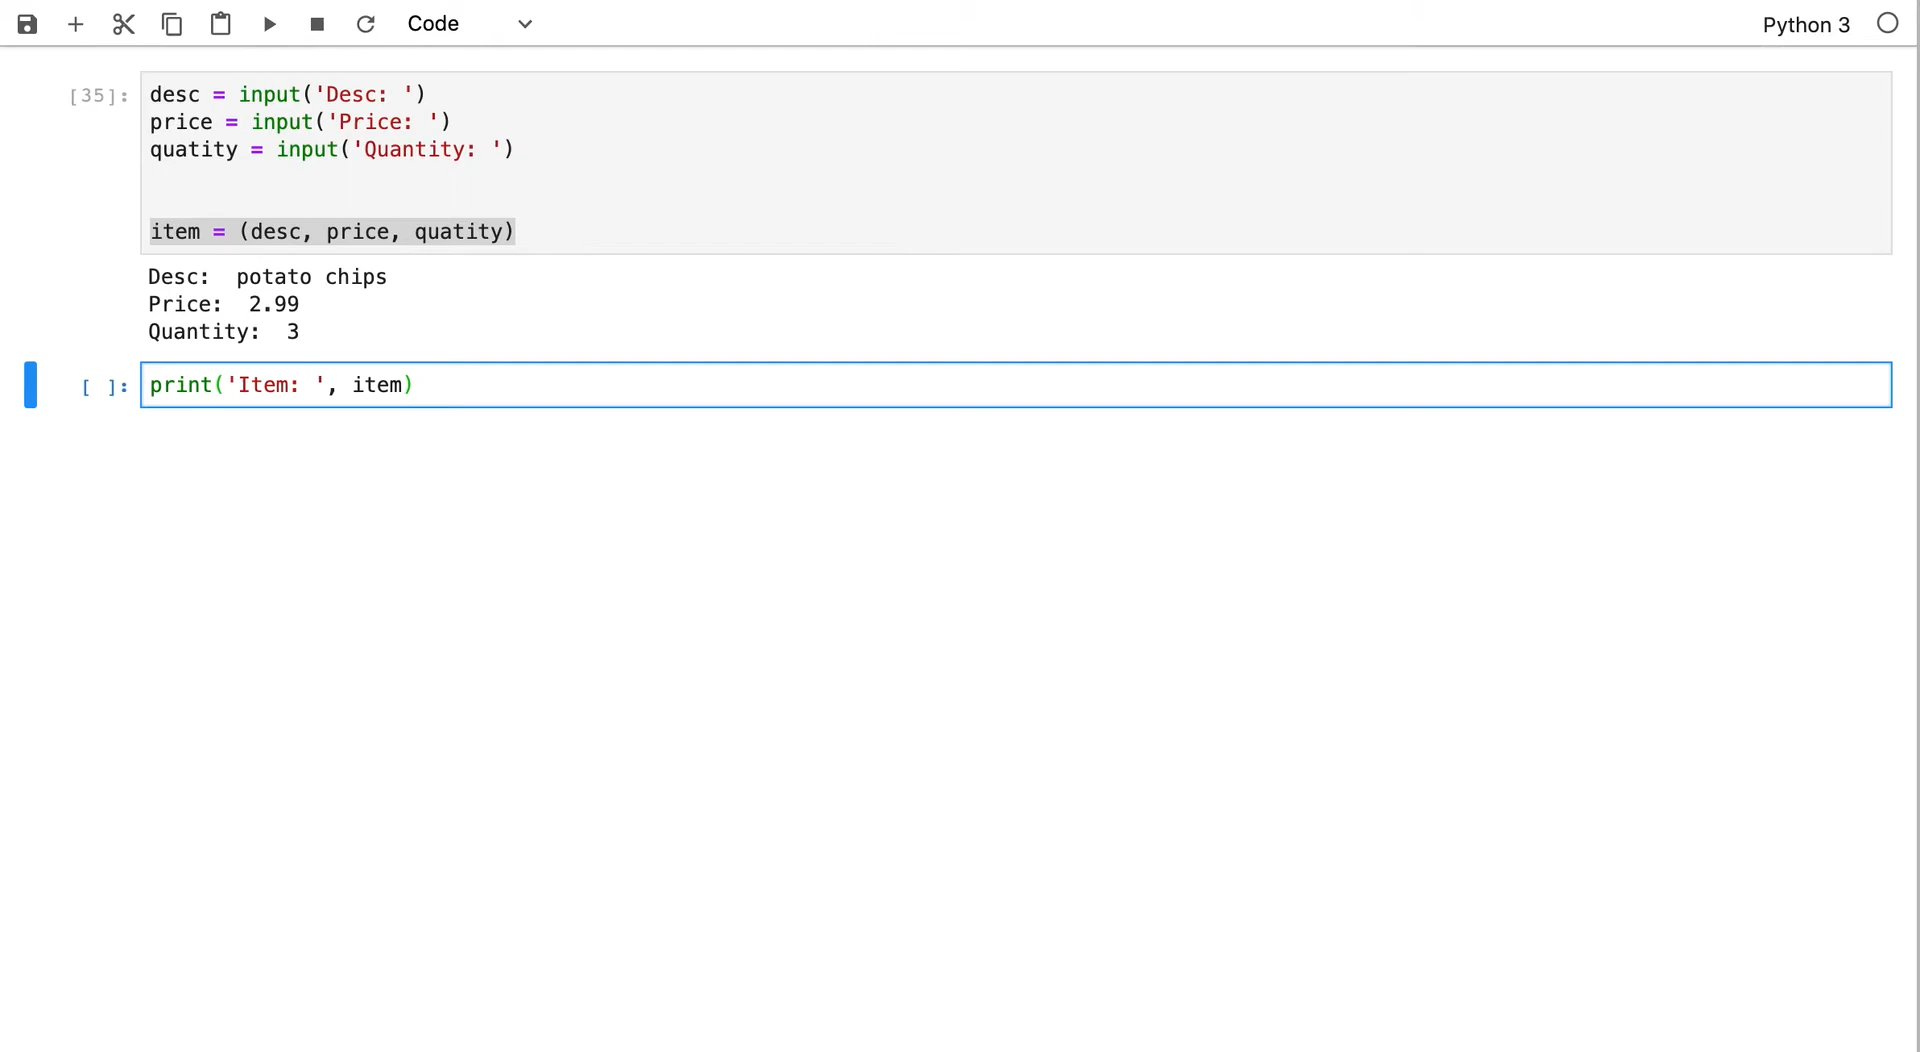 Code
Python 3
[35]:
desc = input('Desc: ')
price = input('Price: ')
quatity = input('Quantity: ')
item = (desc, price, quatity)
Desc:  potato chips
Price:  2.99
Quantity:  3
[ ]:
print('Item: ', item)